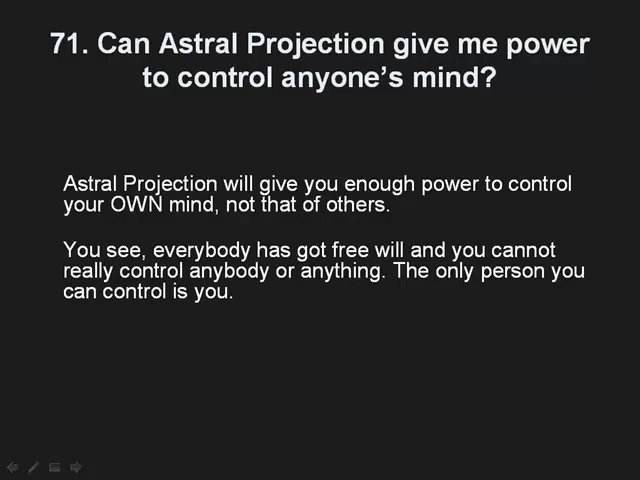 71. Can Astral Projection give me power
to control anyone’s mind?
Astral Projection will give you enough power to control
your OWN mind, not that of others.
You see, everybody has got free will and you cannot
really control anybody or anything. The only person you
can control is you.